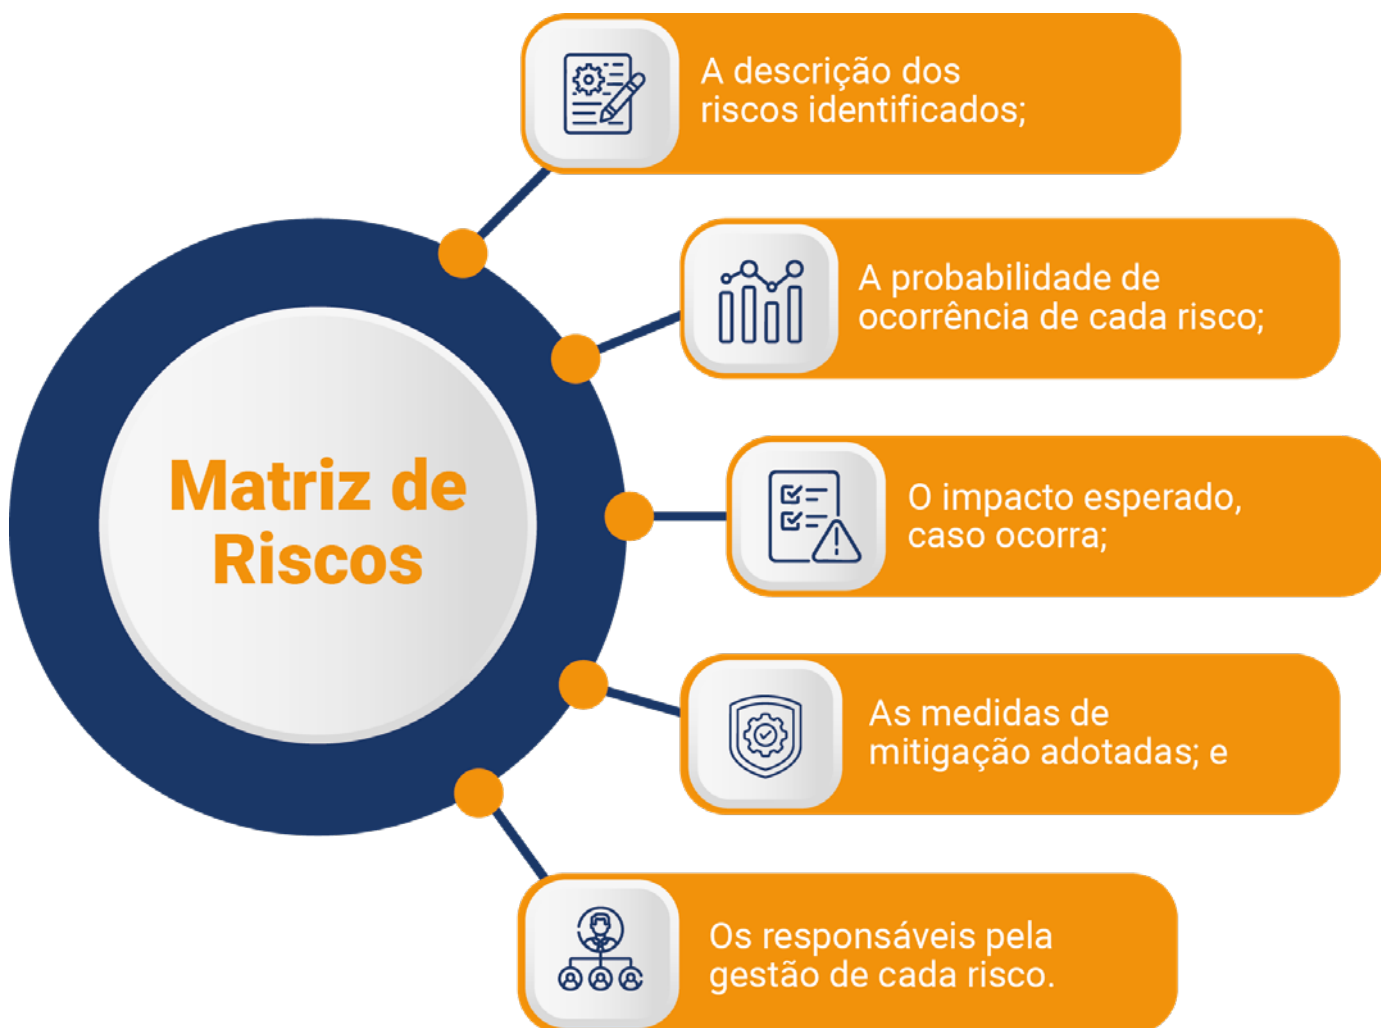 A descrição dos
riscos identificados;
A probabilidade de
ocorrência de cada risco;
Matriz de
Riscos
O impacto esperado,
caso ocorra;
As medidas de
mitigação adotadas; e
Os responsáveis pela
gestão de cada risco.